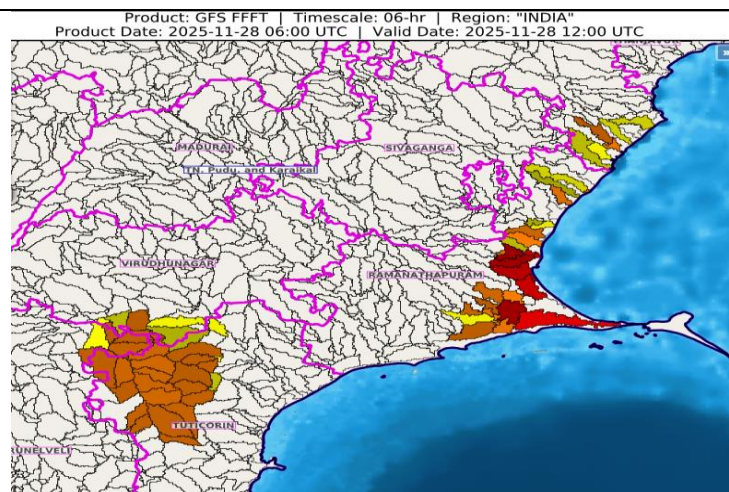 Product: GFS FFFT | Timescale: 06-hr | Region: "INDIA"
Product Date: 2025-11-28 06:00 UTC | Valid Date: 2025-11-28 12:00 UTC
MADURAI
SIVAGANGA
TN. Pudu. and Karaikal
VIRUDHUNAGAR
RAMANATHAPURAM
TUTICORIN
RUNELVELI